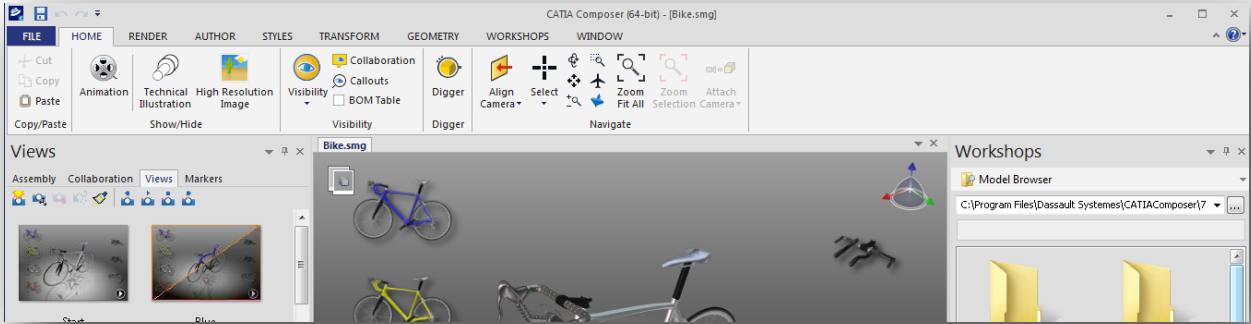 CATIA Composer (64-bit) - [Bike.smg]
FILE HOME RENDER AUTHOR STYLES TRANSFORM GEOMETRY WORKSHOPS WINDOW
Cut
Copy
Paste
Copy/Paste
Animation
Technical Illustration
High Resolution Image
Show/Hide
Visibility
Collaboration
Callouts
BOM Table
Visibility
Digger
Digger
Align Camera
Select
Zoom Fit All
Zoom Selection
Attach Camera
Navigate
Views
Assembly Collaboration Views Markers
Start
Blue
Bike.smg
Workshops
Model Browser
C:\Program Files\Dassault Systemes\CATIAComposer\7
...